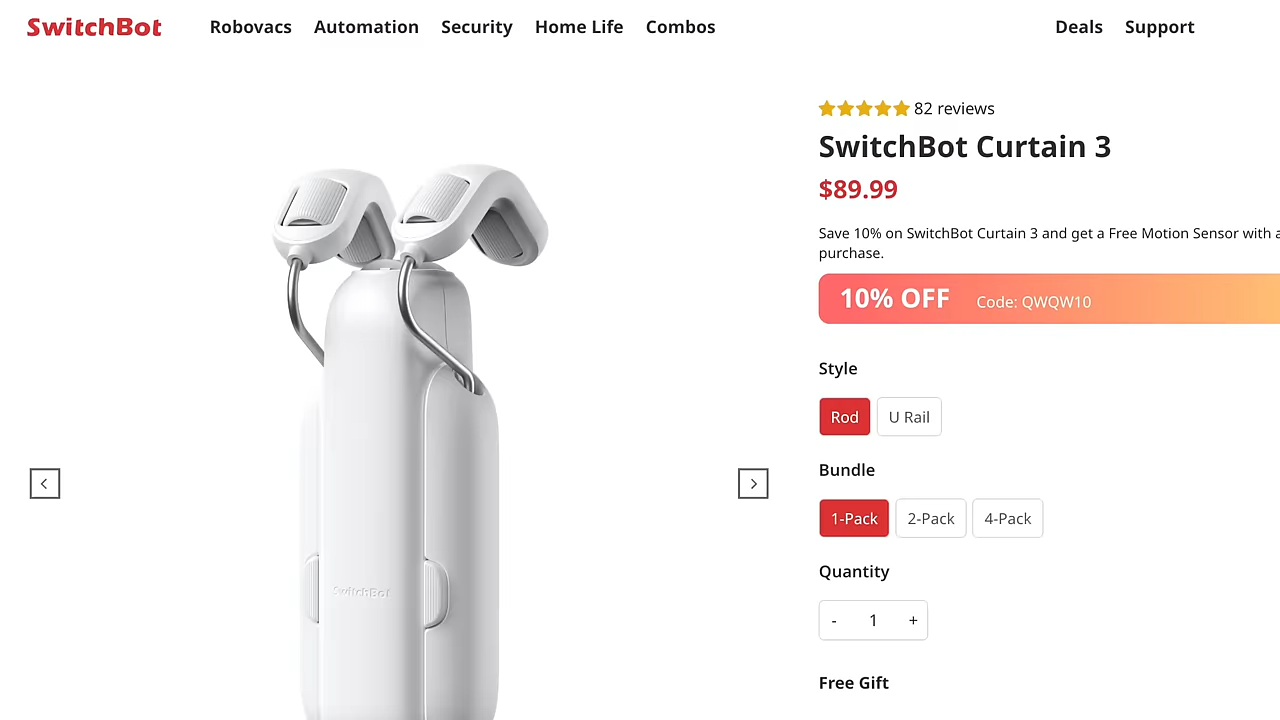 SwitchBot
Robovacs Automation Security Home Life Combos Deals Support
82 reviews
SwitchBot Curtain 3
$89.99
Save 10% on SwitchBot Curtain 3 and get a Free Motion Sensor with
purchase.
10% OFF Code: QWQW10
Style
Rod U Rail
Bundle
1-Pack 2-Pack 4-Pack
Quantity
- 1 +
Free Gift
SwitchBot